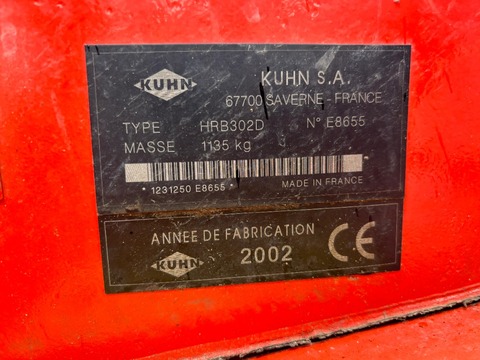 KUHN KUHN S.A.
67700 SAVERNE - FRANCE
TYPE HRB302D N° E8655
MASSE 1135 kg
* 1231250 E8655 * MADE IN FRANCE
ANNEE DE FABRICATION
KUHN 2002 CE